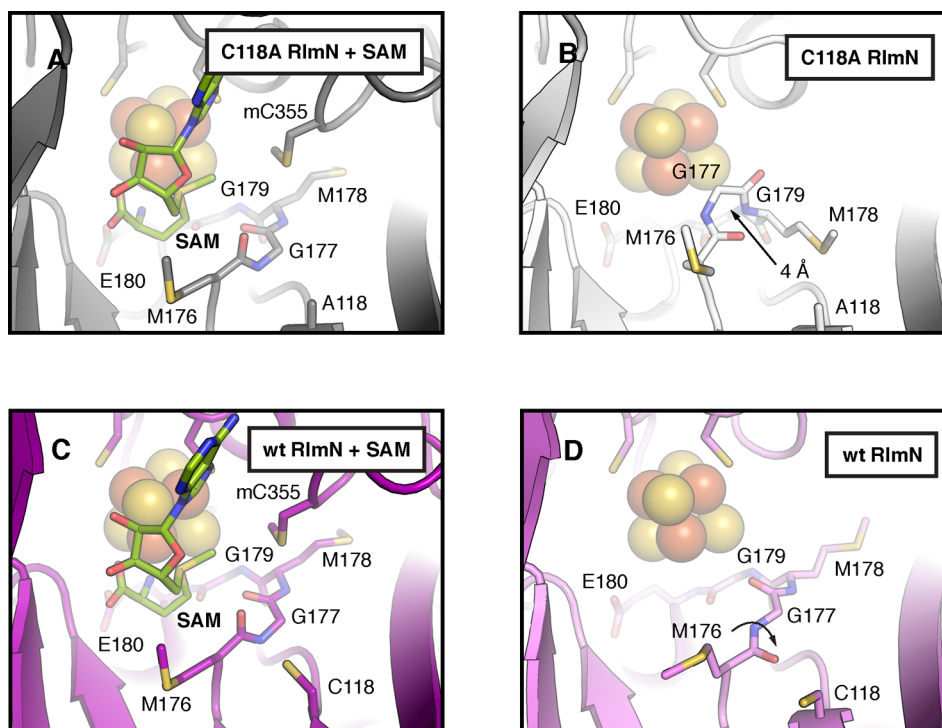 A
C118A RlmN + SAM
mC355
G179
M178
SAM
G177
E180
M176
A118
B
C118A RlmN
G177
G179
E180
M176
M178
4 Å
A118
C
wt RlmN + SAM
mC355
G179
M178
SAM
G177
E180
M176
C118
D
wt RlmN
G179
E180
M178
G177
M176
C118